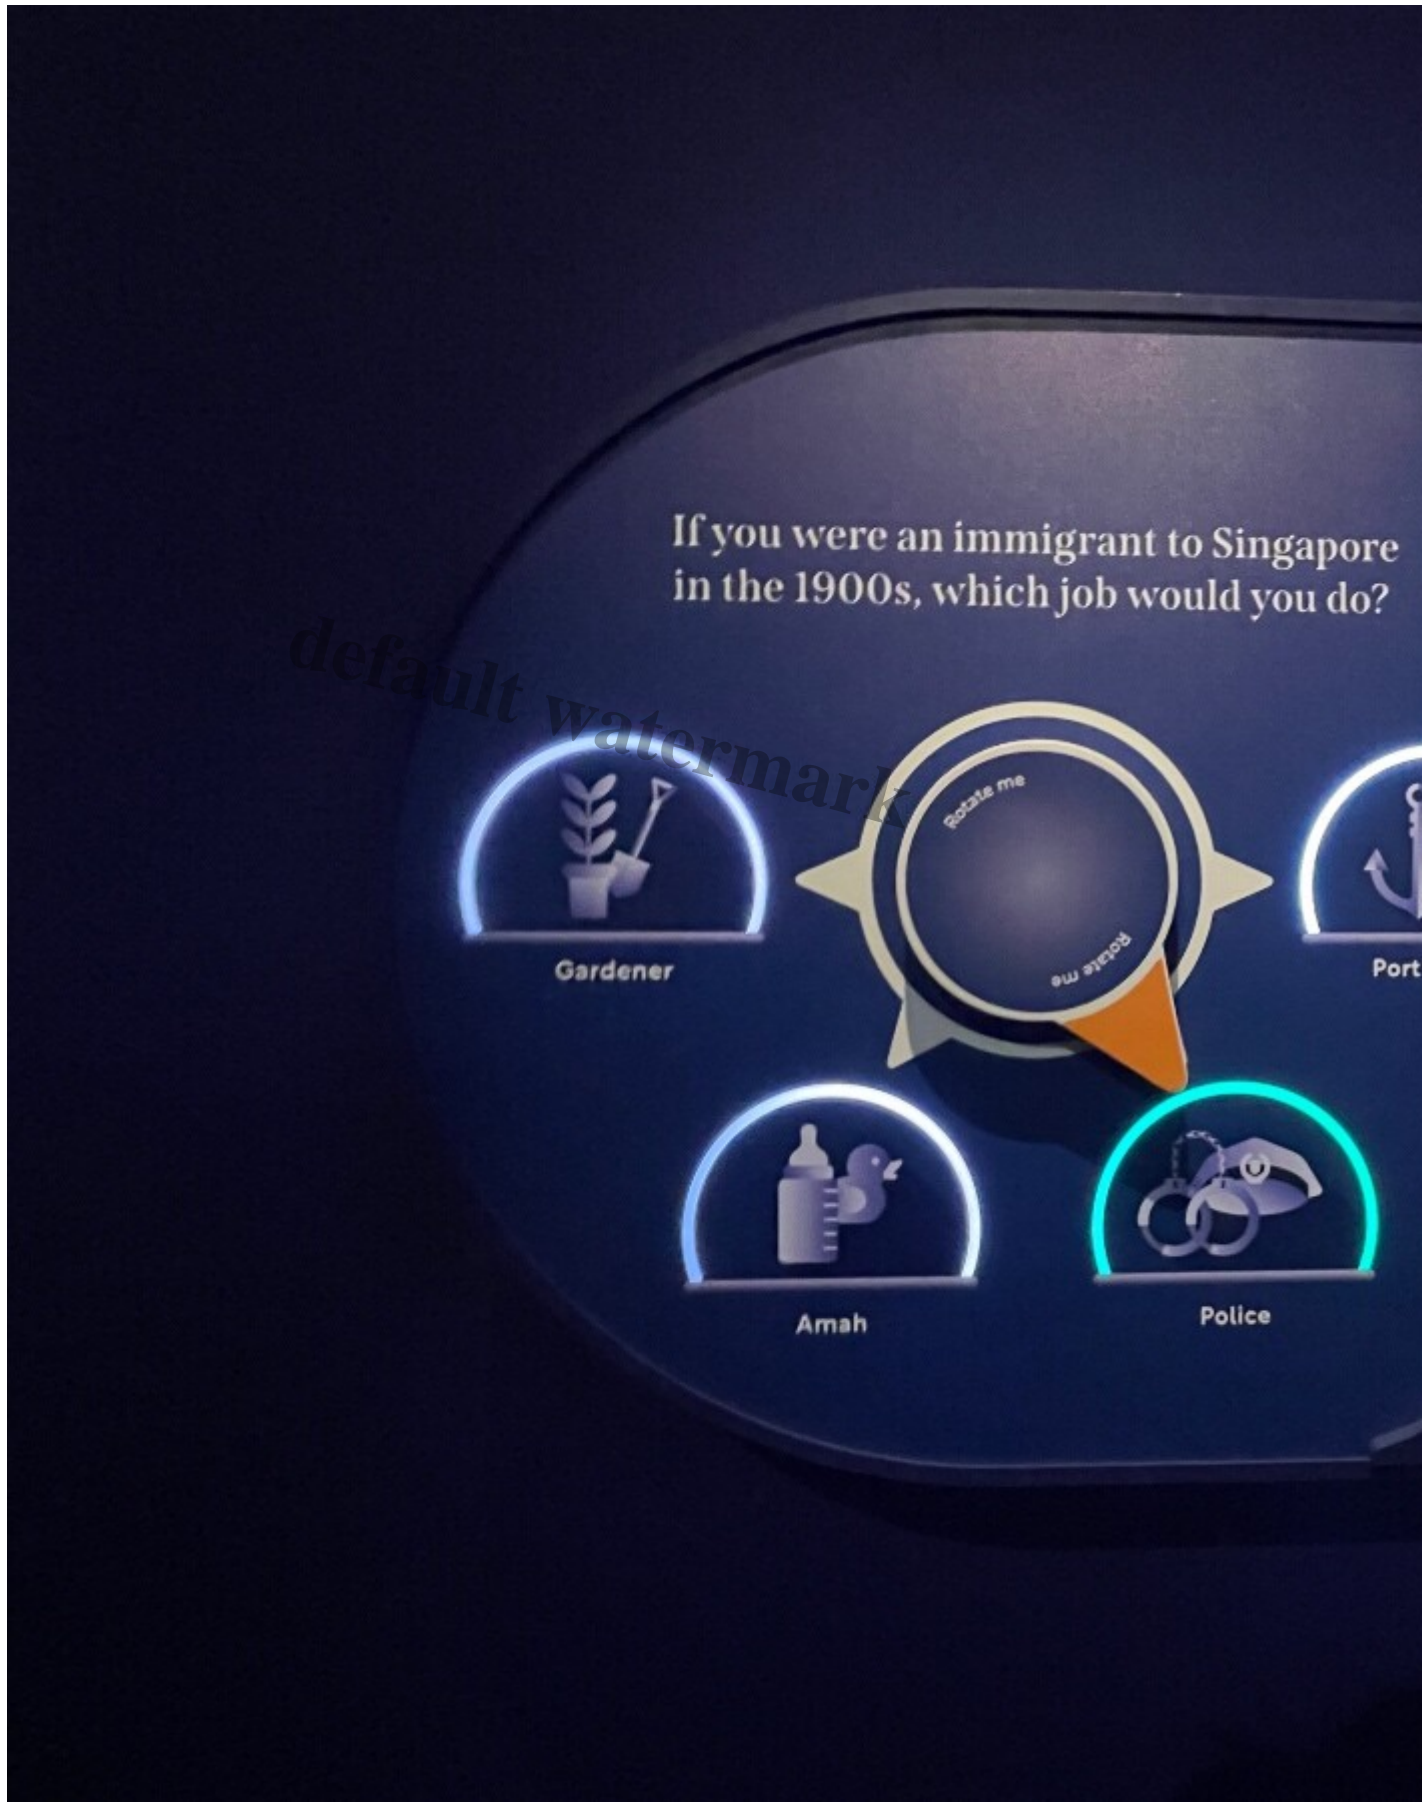 If you were an immigrant to Singapore
in the 1900s, which job would you do?
default watermark
Rotate me
Rotate me
Gardener
Port
Amah
Police